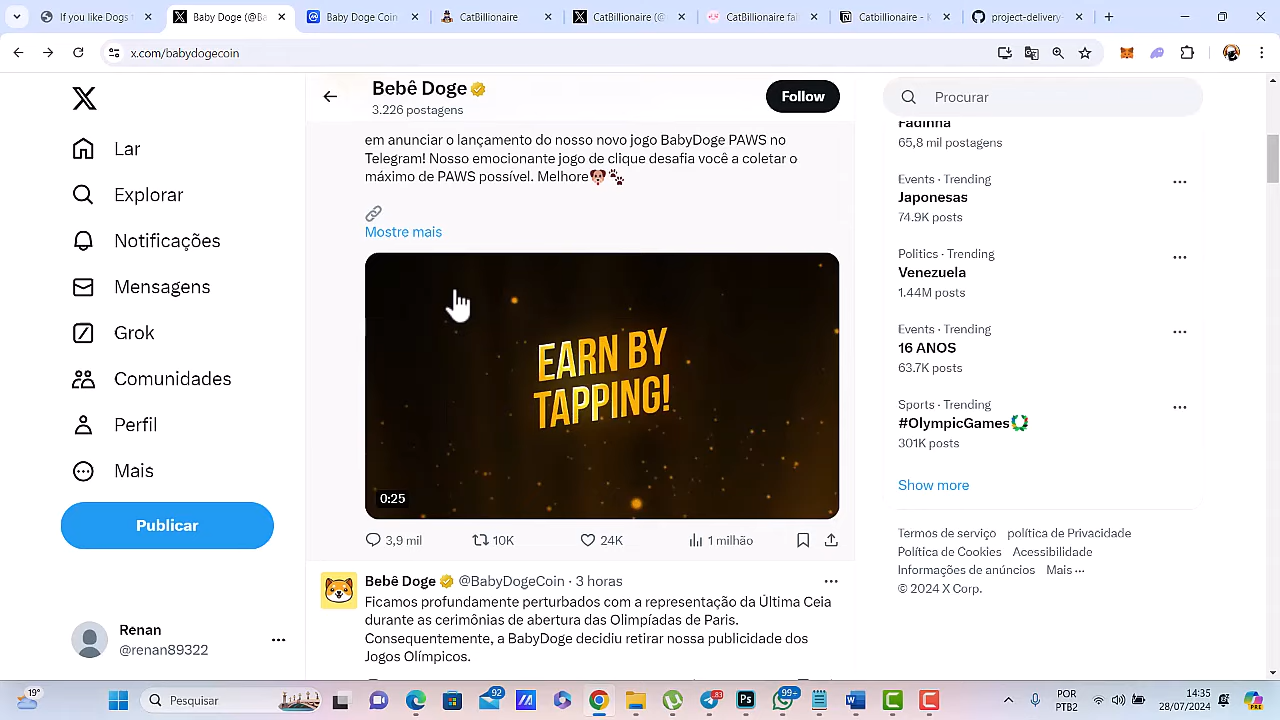 If you like Dogs
Baby Doge (@Ba
Baby Doge Coin
CatBillionaire
CatBillionaire (@
CatBillionaire fa
Catbillionaire - K
pocket-delivery-
x.com/babydogecoin
Bebê Doge
3.226 postagens
Follow
Lar
Explorar
Notificações
Mensagens
Grok
Comunidades
Perfil
Mais
Publicar
Renan
@renan89322
em anunciar o lançamento do nosso novo jogo BabyDoge PAWS no
Telegram! Nosso emocionante jogo de clique desafia você a coletar o
máximo de PAWS possível. Melhore🐶🐾
🔗
Mostre mais
EARN BY
TAPPING!
0:25
3,9 mil
10K
24K
1 milhão
Bebê Doge @BabyDogeCoin · 3 horas
Ficamos profundamente perturbados com a representação da Última Ceia
durante as cerimônias de abertura das Olimpíadas de Paris.
Consequentemente, a BabyDoge decidiu retirar nossa publicidade dos
Jogos Olímpicos.
Procurar
Fadinha
65,8 mil postagens
Events · Trending
Japonesas
74.9K posts
Politics · Trending
Venezuela
1.44M posts
Events · Trending
16 ANOS
63.7K posts
Sports · Trending
#OlympicGames
301K posts
Show more
Termos de serviço política de Privacidade
Política de Cookies Acessibilidade
Informações de anúncios Mais ···
© 2024 X Corp.
19°
Pesquisar
92
83
99+
POR
PTB2
14:35
28/07/2024